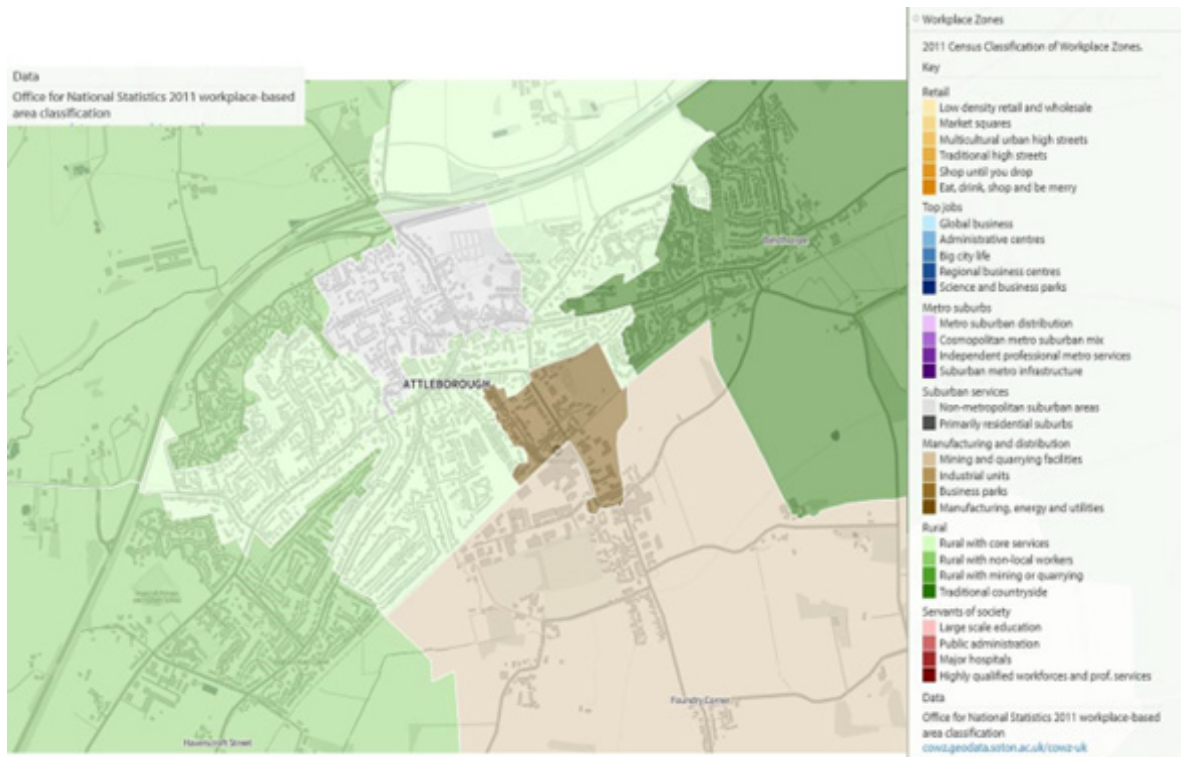 Data
Office for National Statistics 2011 workplace-based
area classification
ATTLEBOROUGH
Besthorpe
Foundry Corner
Workplace Zones
2011 Census Classification of Workplace Zones.
Key
Retail
Low density retail and wholesale
Market squares
Multicultural urban high streets
Traditional high streets
Shop until you drop
Eat, drink, shop and be merry
Top jobs
Global business
Administrative centres
Big city life
Regional business centres
Science and business parks
Metro suburbs
Metro suburban distribution
Cosmopolitan metro suburban mix
Independent professional metro services
Suburban metro infrastructure
Suburban services
Non-metropolitan suburban areas
Primarily residential suburbs
Manufacturing and distribution
Mining and quarrying facilities
Industrial units
Business parks
Manufacturing, energy and utilities
Rural
Rural with core services
Rural with non-local workers
Rural with mining or quarrying
Traditional countryside
Servants of society
Large scale education
Public administration
Major hospitals
Highly qualified workforces and prof. services
Data
Office for National Statistics 2011 workplace-based
area classification
cowz.geodata.soton.ac.uk/cowz-uk